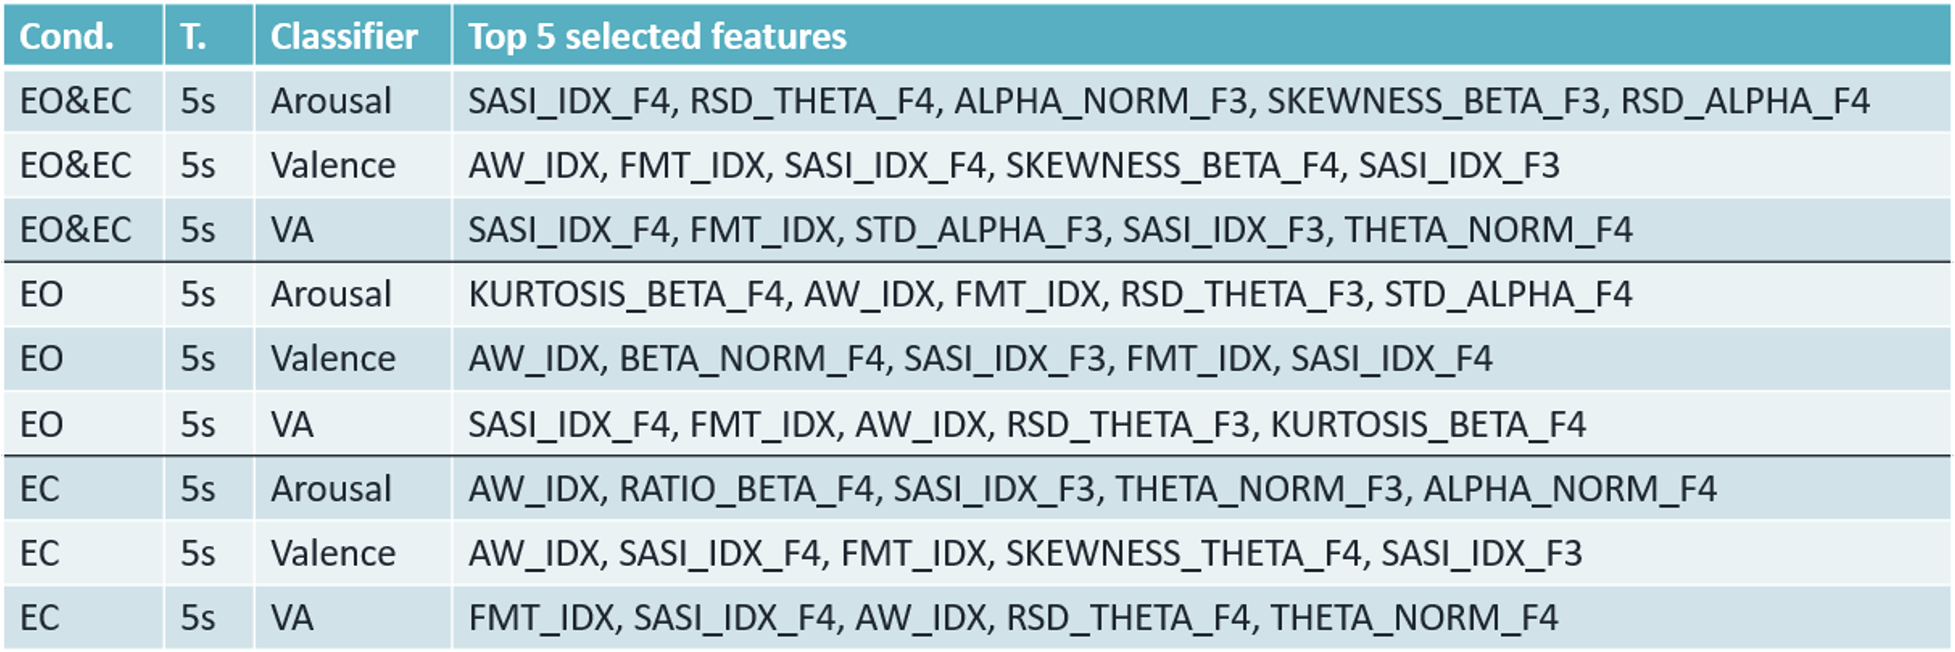 Cond. T. Classifier Top 5 selected features
EO&EC 5s Arousal SASI_IDX_F4, RSD_THETA_F4, ALPHA_NORM_F3, SKEWNESS_BETA_F3, RSD_ALPHA_F4
EO&EC 5s Valence AW_IDX, FMT_IDX, SASI_IDX_F4, SKEWNESS_BETA_F4, SASI_IDX_F3
EO&EC 5s VA SASI_IDX_F4, FMT_IDX, STD_ALPHA_F3, SASI_IDX_F3, THETA_NORM_F4
EO 5s Arousal KURTOSIS_BETA_F4, AW_IDX, FMT_IDX, RSD_THETA_F3, STD_ALPHA_F4
EO 5s Valence AW_IDX, BETA_NORM_F4, SASI_IDX_F3, FMT_IDX, SASI_IDX_F4
EO 5s VA SASI_IDX_F4, FMT_IDX, AW_IDX, RSD_THETA_F3, KURTOSIS_BETA_F4
EC 5s Arousal AW_IDX, RATIO_BETA_F4, SASI_IDX_F3, THETA_NORM_F3, ALPHA_NORM_F4
EC 5s Valence AW_IDX, SASI_IDX_F4, FMT_IDX, SKEWNESS_THETA_F4, SASI_IDX_F3
EC 5s VA FMT_IDX, SASI_IDX_F4, AW_IDX, RSD_THETA_F4, THETA_NORM_F4